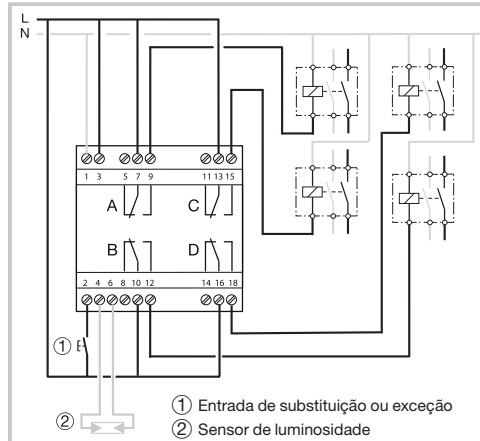 L
N
1 3 5 7 9 11 13 15
A C
B D
2 4 6 8 10 12 14 16 18
①
②
① Entrada de substituição ou exceção
② Sensor de luminosidade